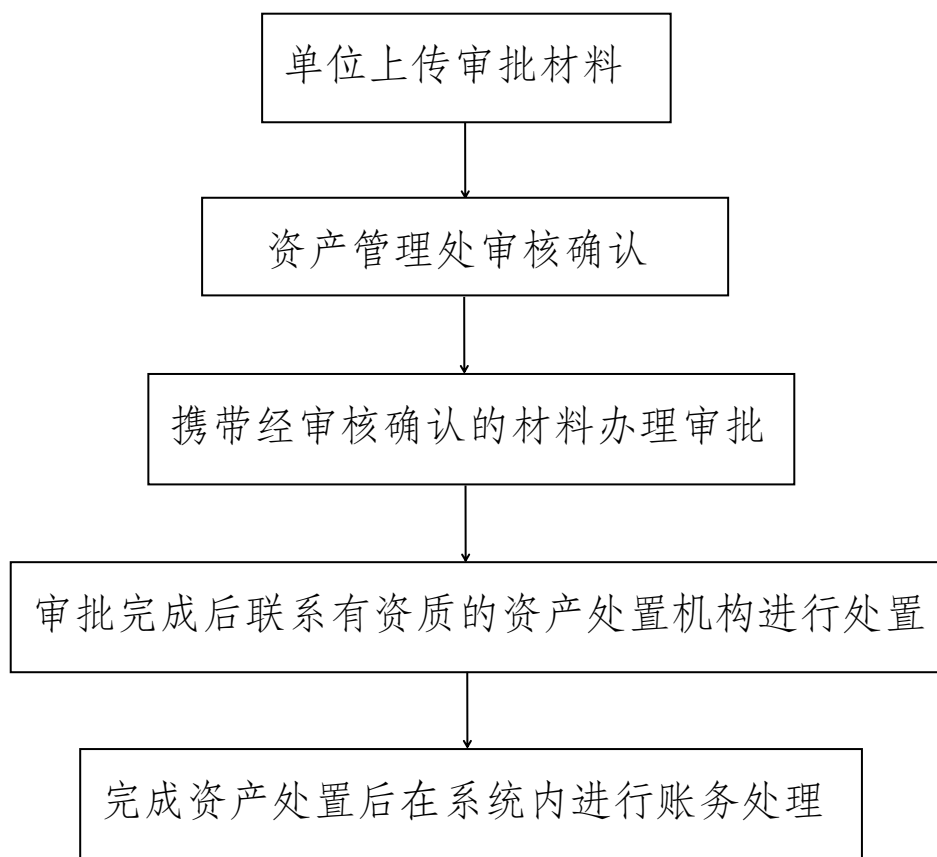 单位上传审批材料
资产管理处审核确认
携带经审核确认的材料办理审批
审批完成后联系有资质的资产处置机构进行处置
完成资产处置后在系统内进行账务处理